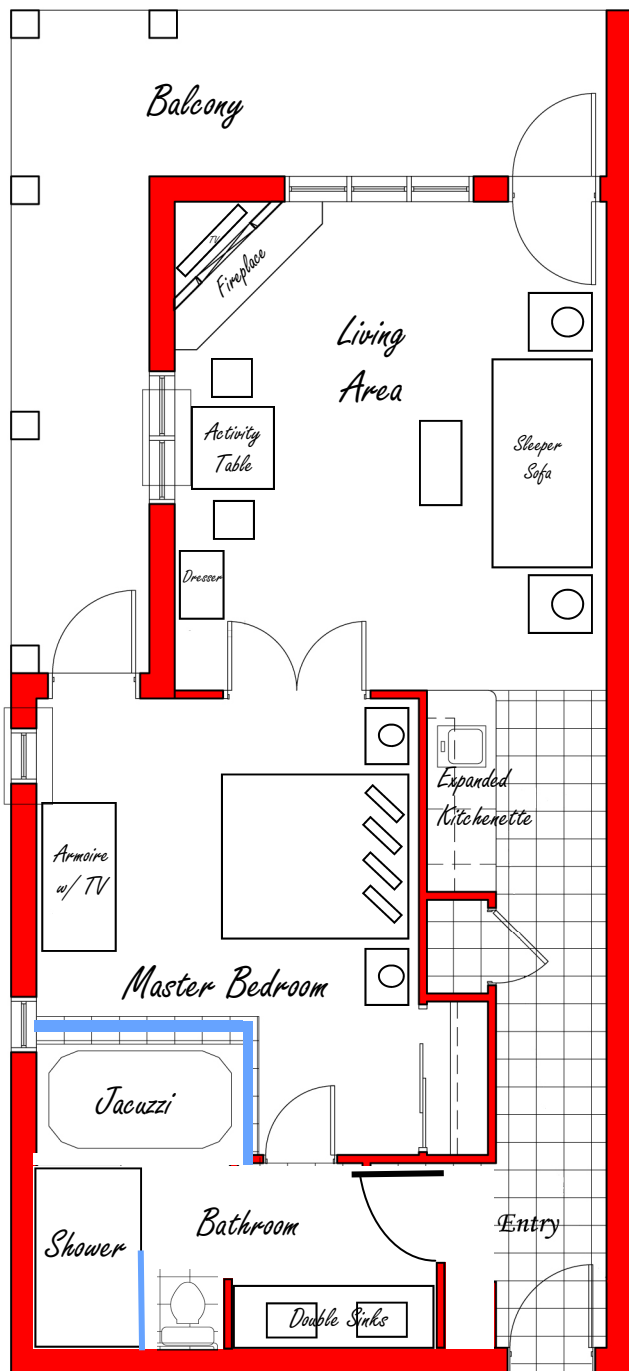 Balcony
TV
Fireplace
Living
Area
Activity
Table
Sleeper
Sofa
Dresser
Expanded
Kitchenette
Armoire
w/ TV
Master Bedroom
Jacuzzi
Bathroom
Entry
Shower
Double Sinks